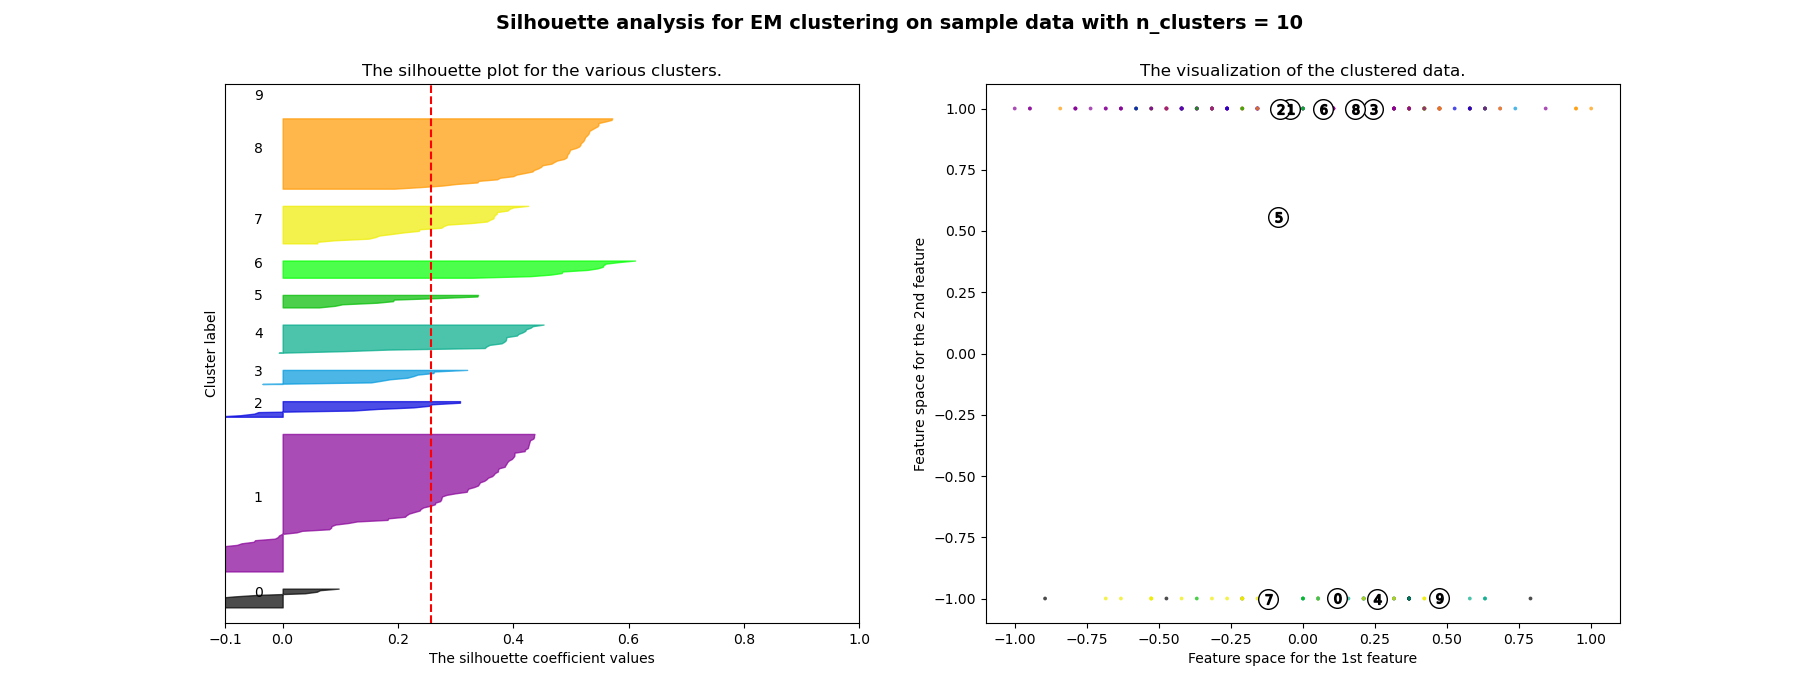 Silhouette analysis for EM clustering on sample data with n_clusters = 10
The silhouette plot for the various clusters.
9
8
7
6
5
4
3
2
1
0
Cluster label
−0.1 0.0 0.2 0.4 0.6 0.8 1.0
The silhouette coefficient values
The visualization of the clustered data.
1.00
0.75
0.50
0.25
0.00
−0.25
−0.50
−0.75
−1.00
Feature space for the 2nd feature
2 1 6 8 3
5
7 0 4 9
−1.00 −0.75 −0.50 −0.25 0.00 0.25 0.50 0.75 1.00
Feature space for the 1st feature